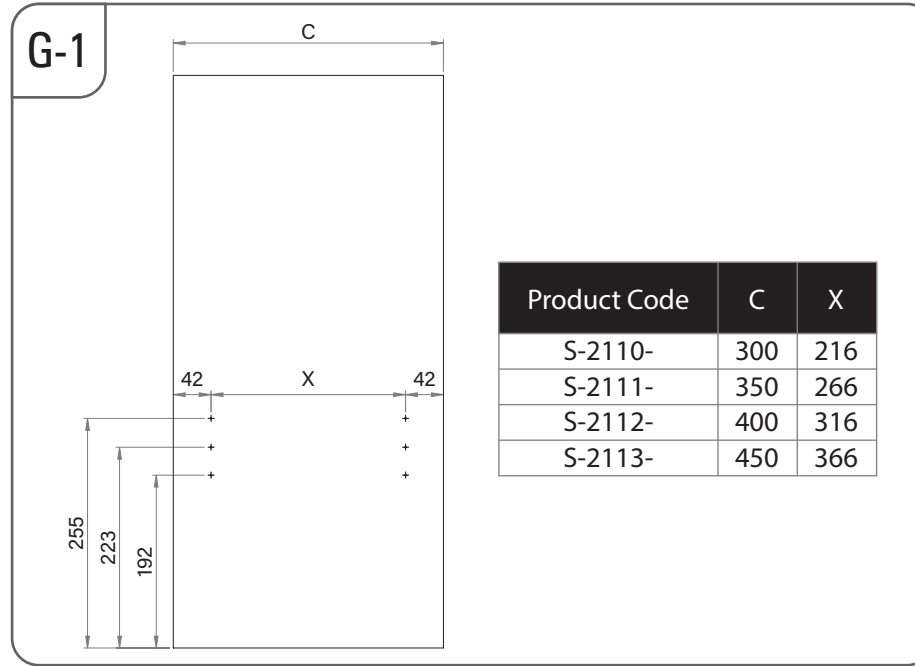 G-1
C
42 X 42
255
223
192
Product Code C X
S-2110- 300 216
S-2111- 350 266
S-2112- 400 316
S-2113- 450 366